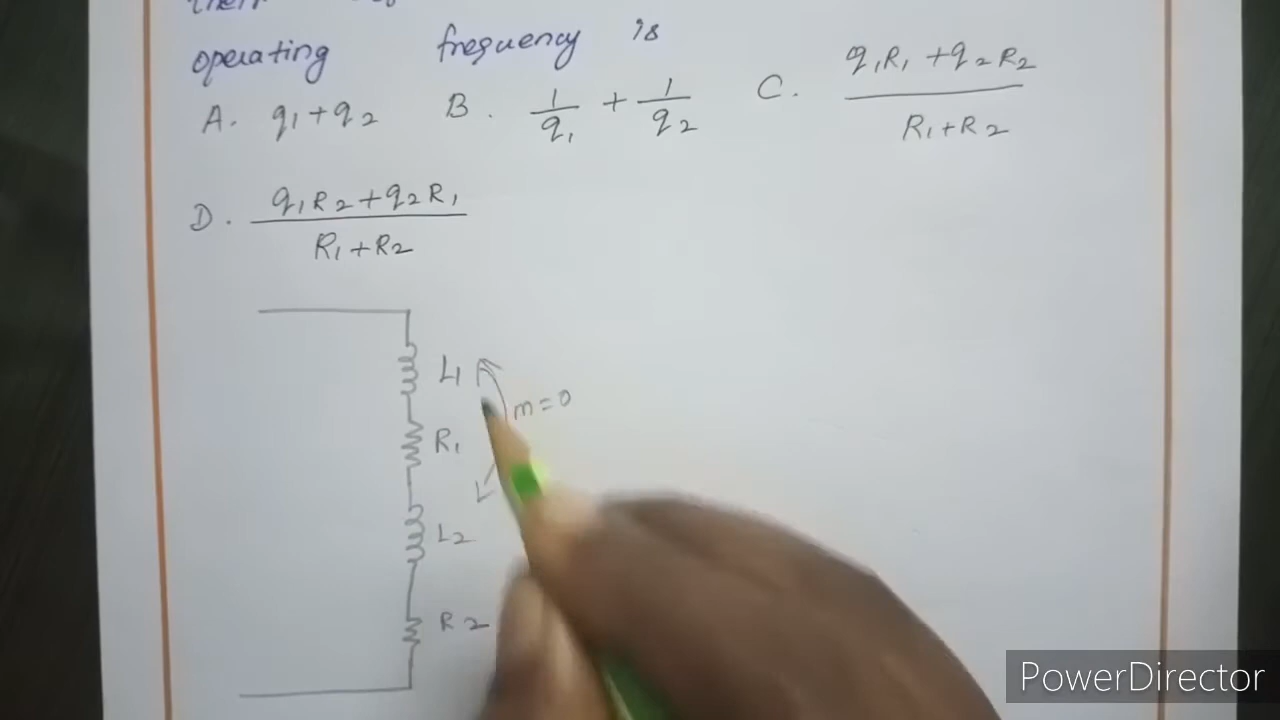 operating frequency is
A. q1+q2 B. 1/q1 + 1/q2 C. q1R1+q2R2/R1+R2
D. q1R2+q2R1/R1+R2
L1
m=0
R1
L2
R2
PowerDirector